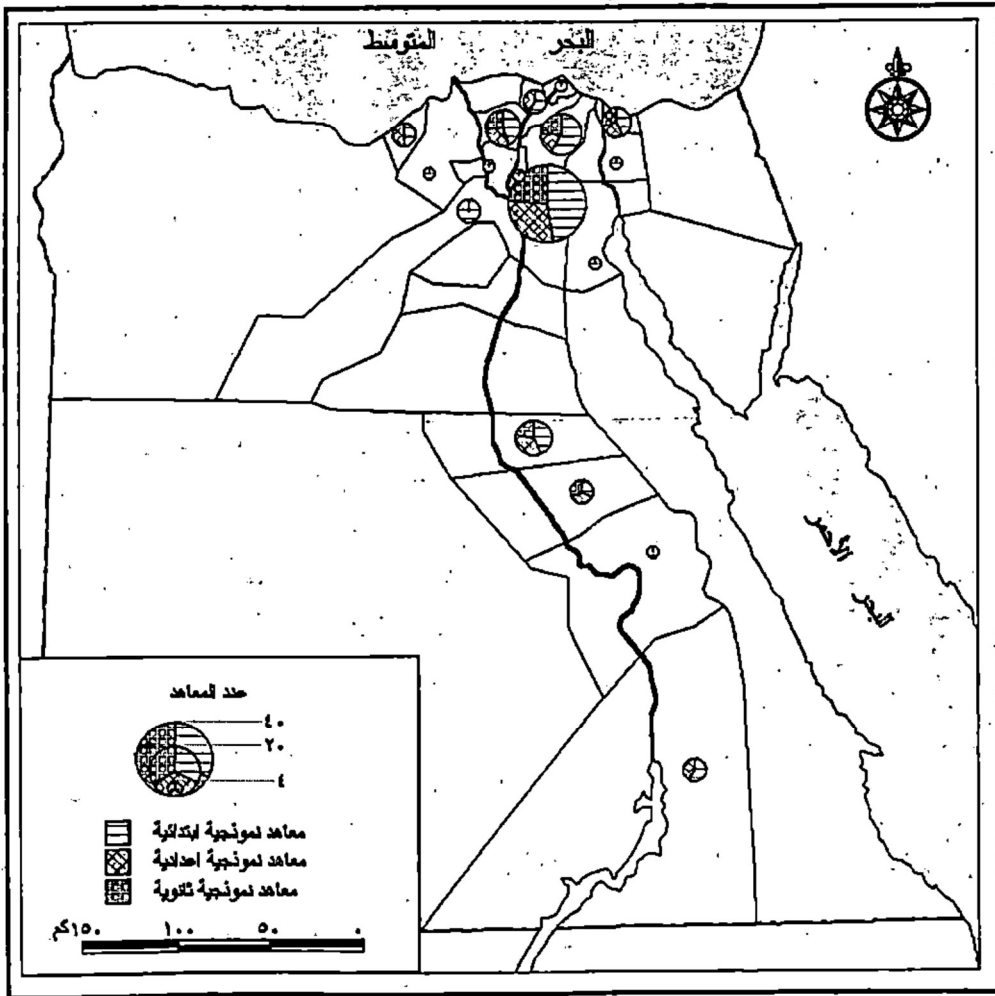 البحر المتوسط
البحر الأحمر
عدد المعاهد
٤٠
٢٠
٤
معاهد نموذجية ابتدائية
معاهد نموذجية اعدادية
معاهد نموذجية ثانوية
١٥٠كم ١٠٠ ٥٠ ٠